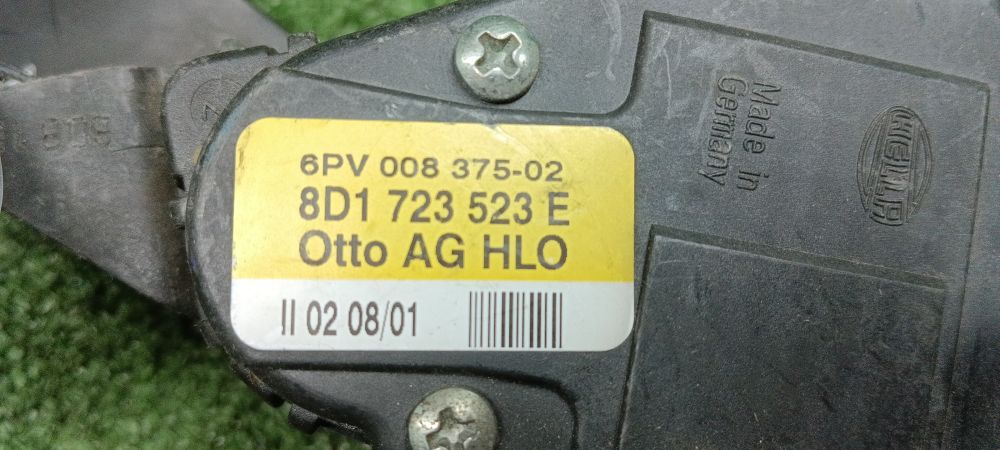 6PV 008 375-02
8D1 723 523 E
Otto AG HLO
II 02 08/01
Made in
Germany
HELLA